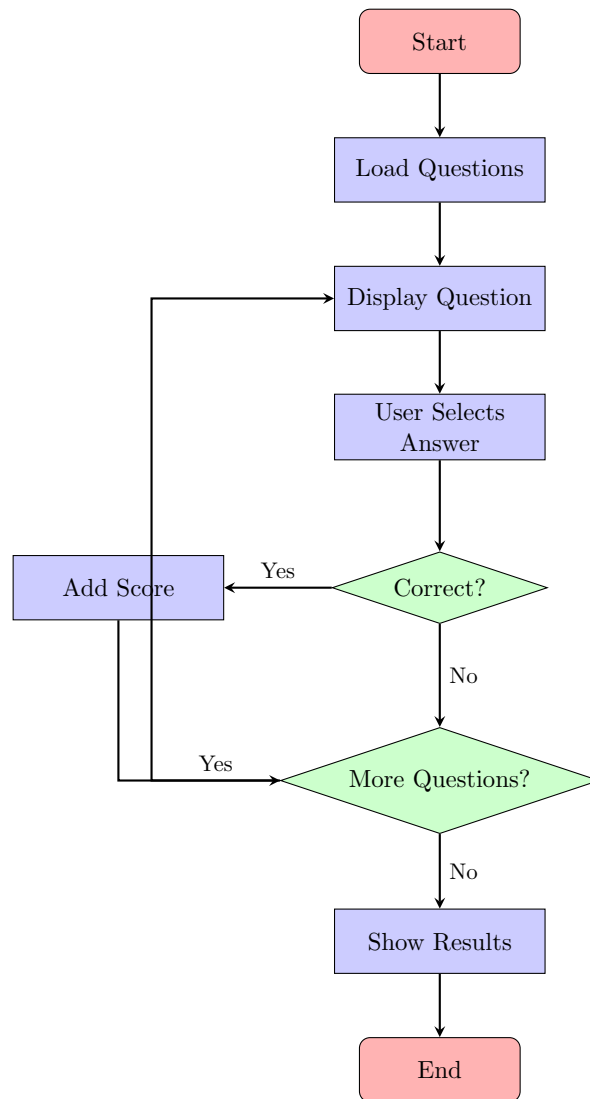 Start
Load Questions
Display Question
User Selects
Answer
Add Score
Yes
Correct?
No
Yes
More Questions?
No
Show Results
End